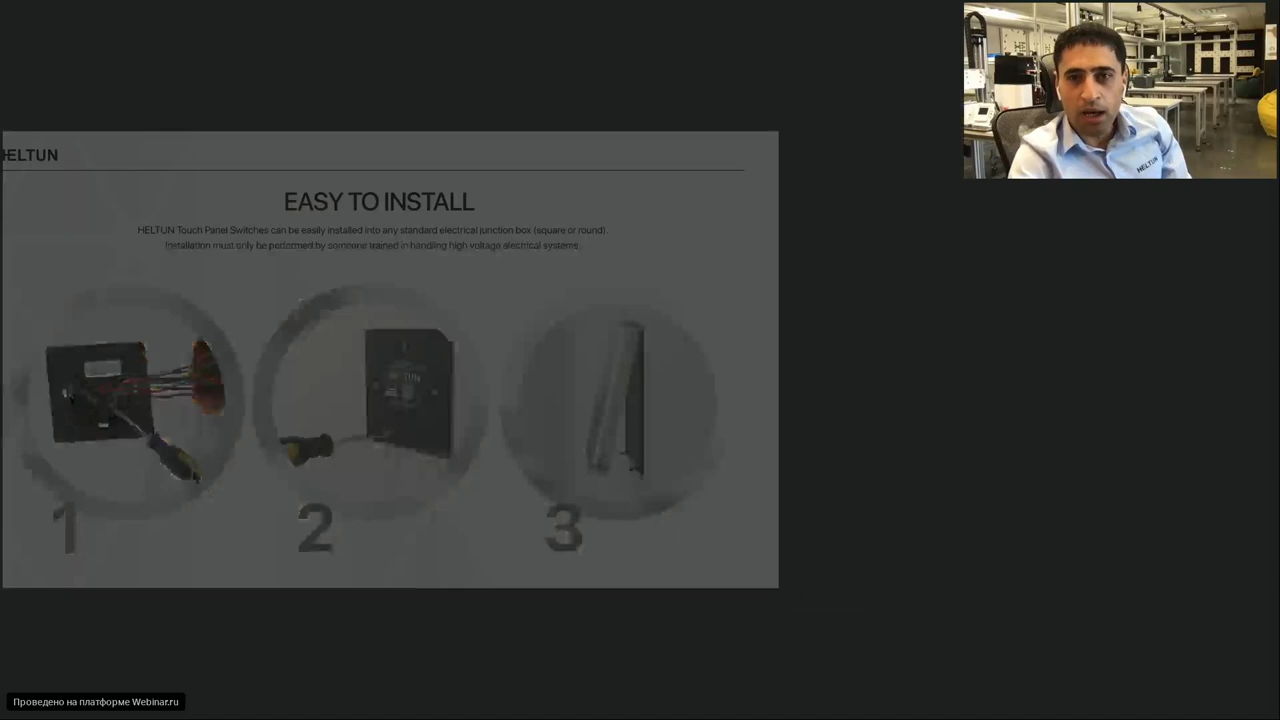 HELTUN
EASY TO INSTALL
HELTUN Touch Panel Switches can be easily installed into any standard electrical junction box (square or round).
Installation must only be performed by someone trained in handling high voltage electrical systems.
1
2
3
HELTUN
Проведено на платформе Webinar.ru